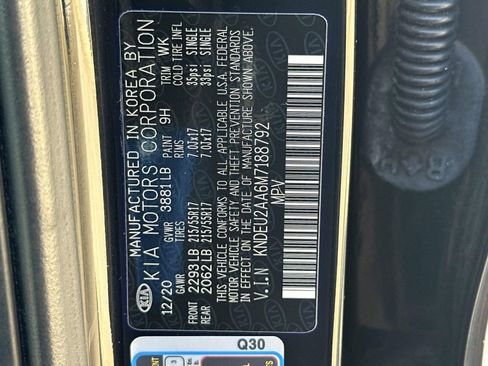 MANUFACTURED IN KOREA BY
KIA MOTORS CORPORATION
KIA
12/20 GVWR 3881LB PAINT 9H TRIM WK
GAWR TIRES RIMS COLD TIRE INFL
FRONT 2293LB 215/55R17 7.0Jx17 35psi SINGLE
REAR 2062LB 215/55R17 7.0Jx17 33psi SINGLE
THIS VEHICLE CONFORMS TO ALL APPLICABLE U.S.A. FEDERAL
MOTOR VEHICLE SAFETY AND THEFT PREVENTION STANDARDS
IN EFFECT ON THE DATE OF MANUFACTURE SHOWN ABOVE.
V.I.N KNDEU2AA6M7188792
MPV
Q30